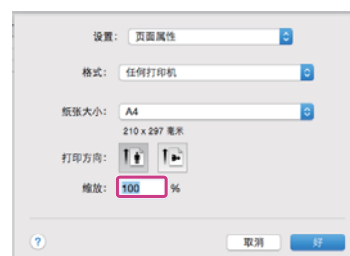 设置: 页面属性
格式: 任何打印机
纸张大小: A4
210 x 297 毫米
打印方向:
缩放: 100 %
? 取消 好